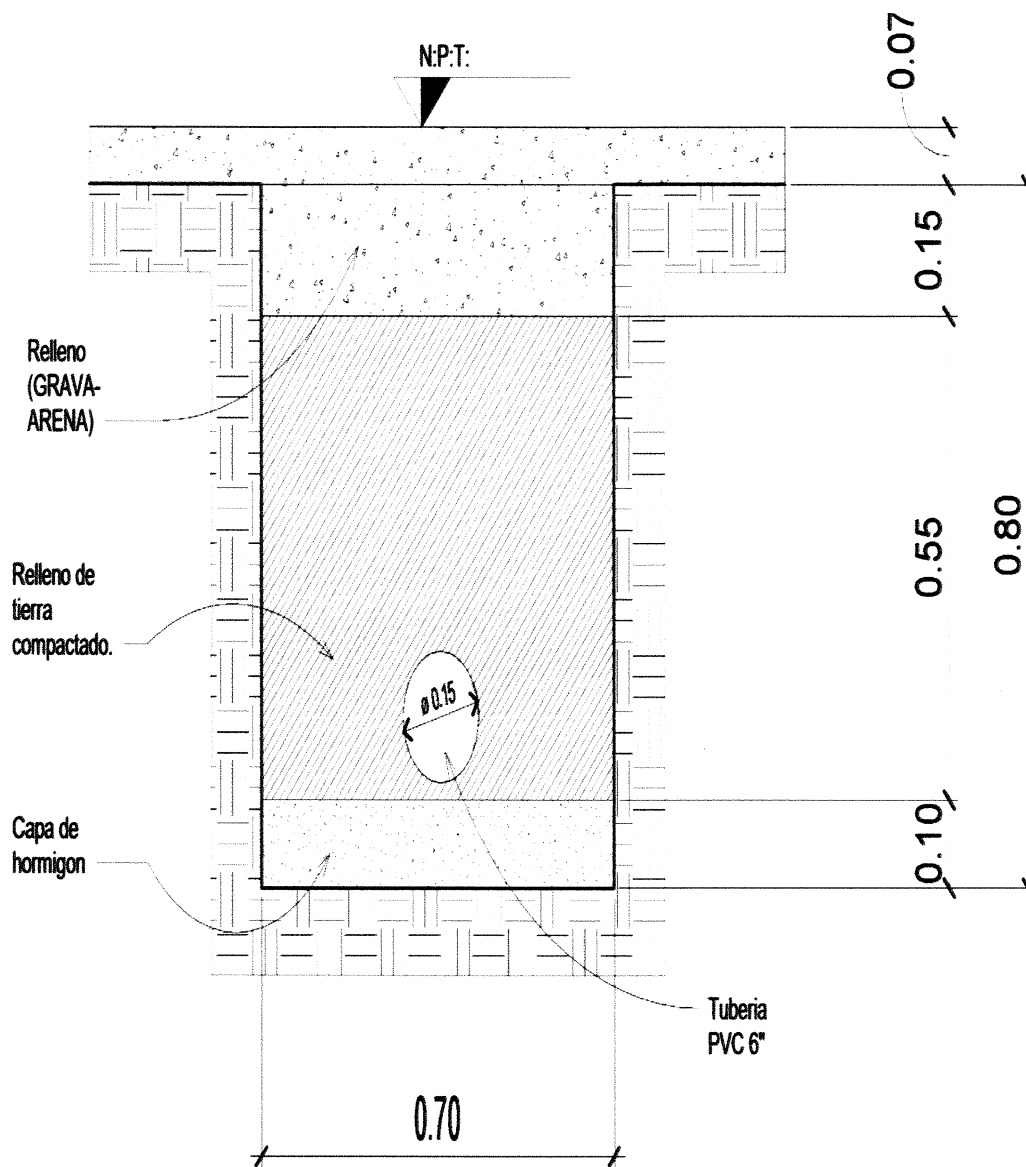 N:P:T:
0.07
0.15
Relleno
(GRAVA-
ARENA)
0.55
0.80
Relleno de
tierra
compactado.
ø 0.15
0.10
Capa de
hormigon
Tuberia
PVC 6"
0.70